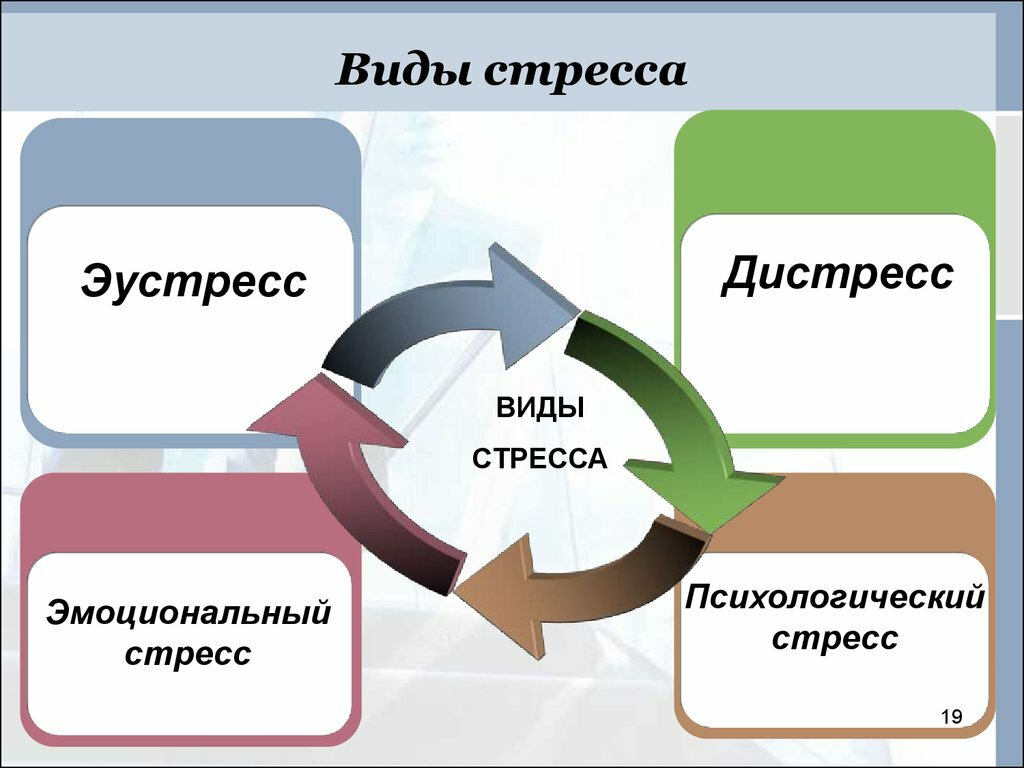 Виды стресса
Эустресс
Дистресс
ВИДЫ
СТРЕССА
Эмоциональный
стресс
Психологический
стресс
19